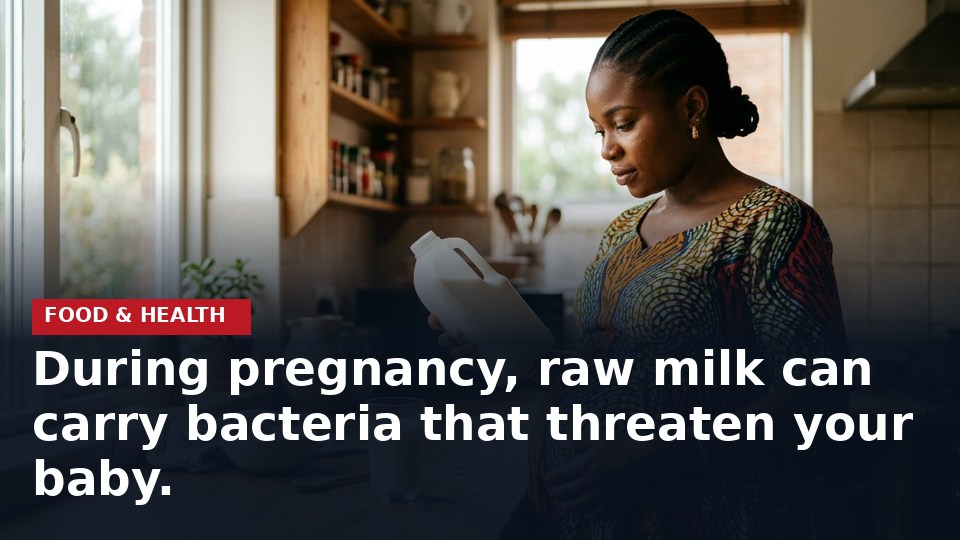 FOOD & HEALTH
During pregnancy, raw milk can
carry bacteria that threaten your
baby.